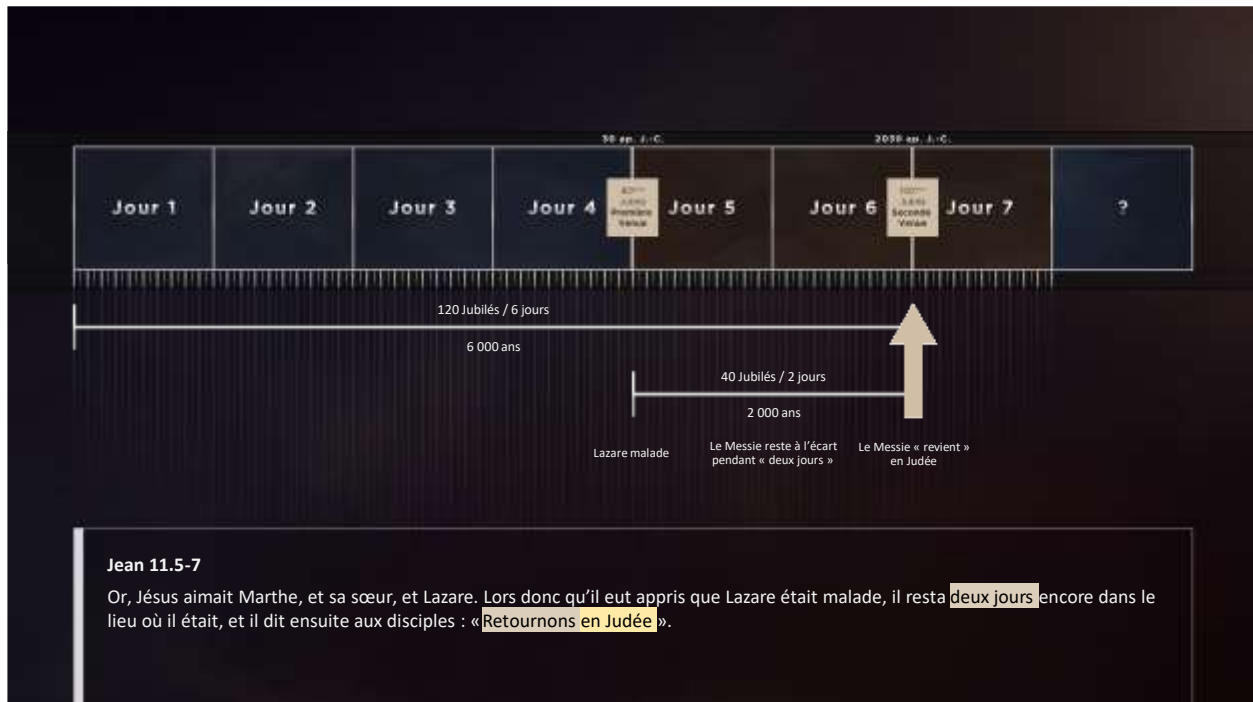 30 ap. J.-C.
2030 ap. J.-C.
Jour 1
Jour 2
Jour 3
Jour 4
Première
Venue
Jour 5
Jour 6
Jubilé
Seconde
Venue
Jour 7
?
120 Jubilés / 6 jours
6 000 ans
40 Jubilés / 2 jours
2 000 ans
Lazare malade
Le Messie reste à l’écart
pendant « deux jours »
Le Messie « revient »
en Judée
Jean 11.5-7
Or, Jésus aimait Marthe, et sa sœur, et Lazare. Lors donc qu'il eut appris que Lazare était malade, il resta deux jours encore dans le
lieu où il était, et il dit ensuite aux disciples : « Retournons en Judée ».